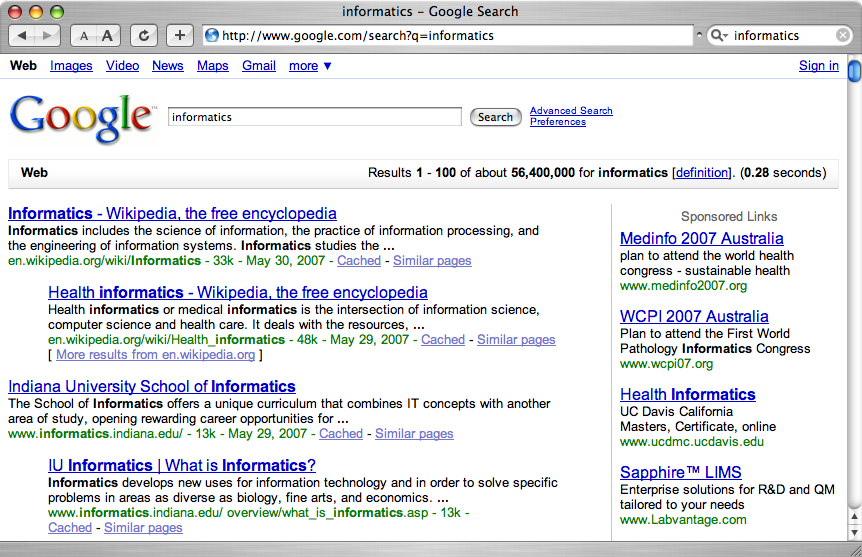 informatics - Google Search
A A + http://www.google.com/search?q=informatics informatics
Web Images Video News Maps Gmail more ▼ Sign in
Google™ informatics Search Advanced Search
Preferences
Web Results 1 - 100 of about 56,400,000 for informatics [definition]. (0.28 seconds)
Informatics - Wikipedia, the free encyclopedia
Informatics includes the science of information, the practice of information processing, and
the engineering of information systems. Informatics studies the ...
en.wikipedia.org/wiki/Informatics - 33k - May 30, 2007 - Cached - Similar pages
Health informatics - Wikipedia, the free encyclopedia
Health informatics or medical informatics is the intersection of information science,
computer science and health care. It deals with the resources, ...
en.wikipedia.org/wiki/Health_informatics - 48k - May 29, 2007 - Cached - Similar pages
[ More results from en.wikipedia.org ]
Indiana University School of Informatics
The School of Informatics offers a unique curriculum that combines IT concepts with another
area of study, opening rewarding career opportunities for ...
www.informatics.indiana.edu/ - 13k - May 29, 2007 - Cached - Similar pages
IU Informatics | What is Informatics?
Informatics develops new uses for information technology and in order to solve specific
problems in areas as diverse as biology, fine arts, and economics. ...
www.informatics.indiana.edu/ overview/what_is_informatics.asp - 13k -
Cached - Similar pages
Sponsored Links
Medinfo 2007 Australia
plan to attend the world health
congress - sustainable health
www.medinfo2007.org
WCPI 2007 Australia
Plan to attend the First World
Pathology Informatics Congress
www.wcpi07.org
Health Informatics
UC Davis California
Masters, Certificate, online
www.ucdmc.ucdavis.edu
Sapphire™ LIMS
Enterprise solutions for R&D and QM
tailored to your needs
www.Labvantage.com